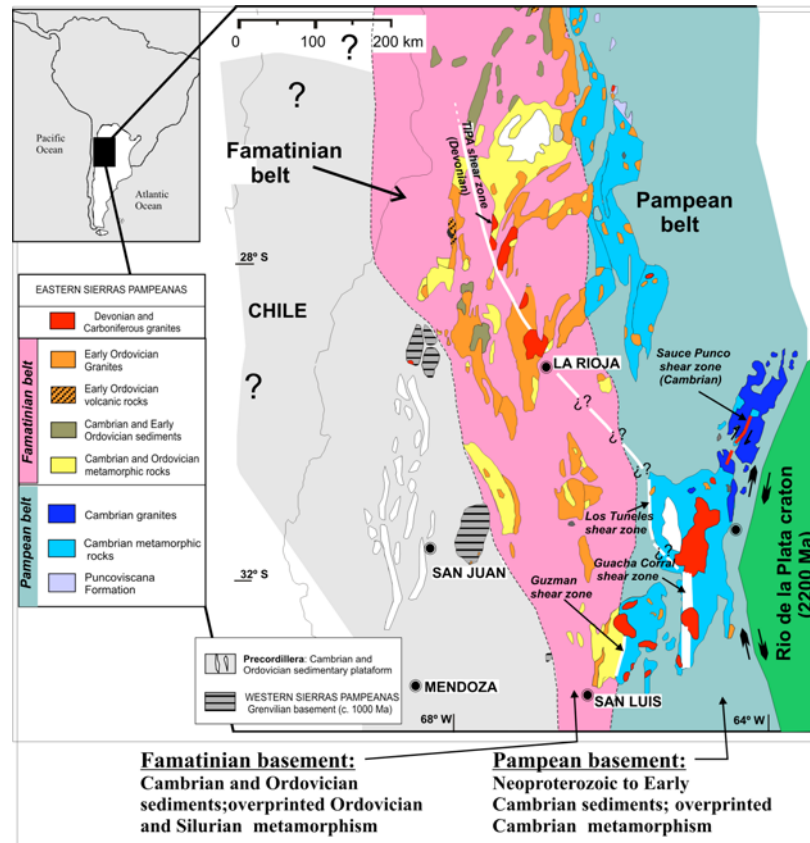 0 100 200 km
?
?
Pacific
Ocean
Atlantic
Ocean
Famatinian
belt
TIPA shear zone
(Devonian)
Pampean
belt
28° S
CHILE
?
EASTERN SIERRAS PAMPEANAS
Devonian and
Carboniferous granites
Famatinian belt
Early Ordovician
Granites
Early Ordovician
volcanic rocks
Cambrian and Early
Ordovician sediments
Cambrian and Ordovician
metamorphic rocks
Pampean belt
Cambrian granites
Cambrian metamorphic
rocks
Puncoviscana
Formation
LA RIOJA
Sauce Punco
shear zone
(Cambrian)
¿?
¿?
¿?
Los Tuneles
shear zone
¿?
Guacha Corral
shear zone
Guzman
shear zone
Rio de la Plata craton
(2200 Ma)
32° S
SAN JUAN
Precordillera: Cambrian and
Ordovician sedimentary plataform
WESTERN SIERRAS PAMPEANAS
Grenvilian basement (c. 1000 Ma)
MENDOZA
SAN LUIS
68° W
64° W
Famatinian basement:
Cambrian and Ordovician
sediments;overprinted Ordovician
and Silurian metamorphism
Pampean basement:
Neoproterozoic to Early
Cambrian sediments; overprinted
Cambrian metamorphism